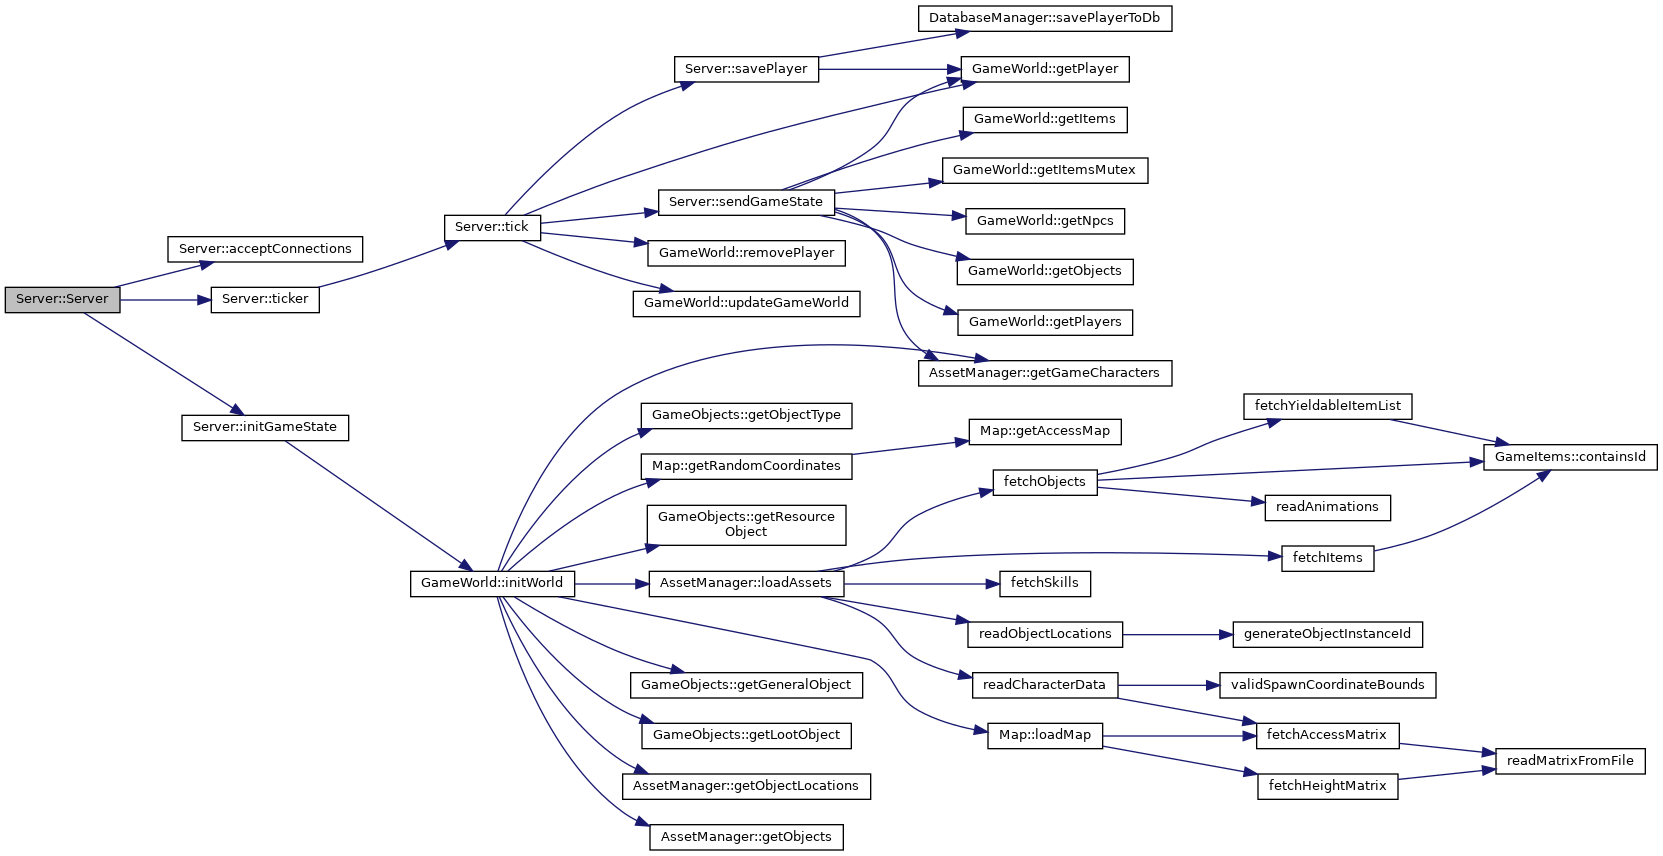 DatabaseManager::savePlayerToDb
Server::savePlayer
GameWorld::getPlayer
GameWorld::getItems
GameWorld::getItemsMutex
Server::sendGameState
GameWorld::getNpcs
Server::tick
Server::acceptConnections
GameWorld::removePlayer
GameWorld::getObjects
Server::Server
Server::ticker
GameWorld::updateGameWorld
GameWorld::getPlayers
AssetManager::getGameCharacters
GameObjects::getObjectType
fetchYieldableItemList
Server::initGameState
Map::getAccessMap
Map::getRandomCoordinates
GameItems::containsId
fetchObjects
readAnimations
GameObjects::getResource
Object
fetchItems
GameWorld::initWorld
AssetManager::loadAssets
fetchSkills
readObjectLocations
generateObjectInstanceId
GameObjects::getGeneralObject
readCharacterData
validSpawnCoordinateBounds
GameObjects::getLootObject
Map::loadMap
fetchAccessMatrix
readMatrixFromFile
AssetManager::getObjectLocations
fetchHeightMatrix
AssetManager::getObjects